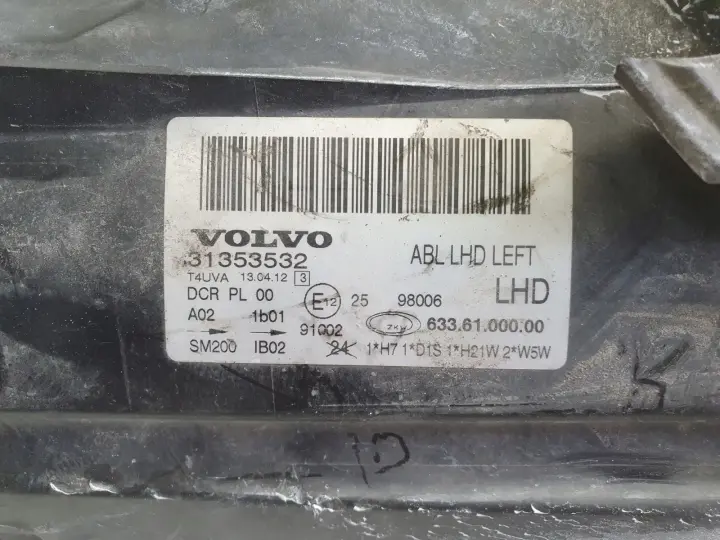 VOLVO
31353532 ABL LHD LEFT
T4UVA 13.04.12 3
DCR PL 00 E12 25 98006 LHD
A02 1b01
91002 ZKW 633.61.000.00
SM200 IB02 24 1*H7 1*D1S 1*H21W 2*W5W
K